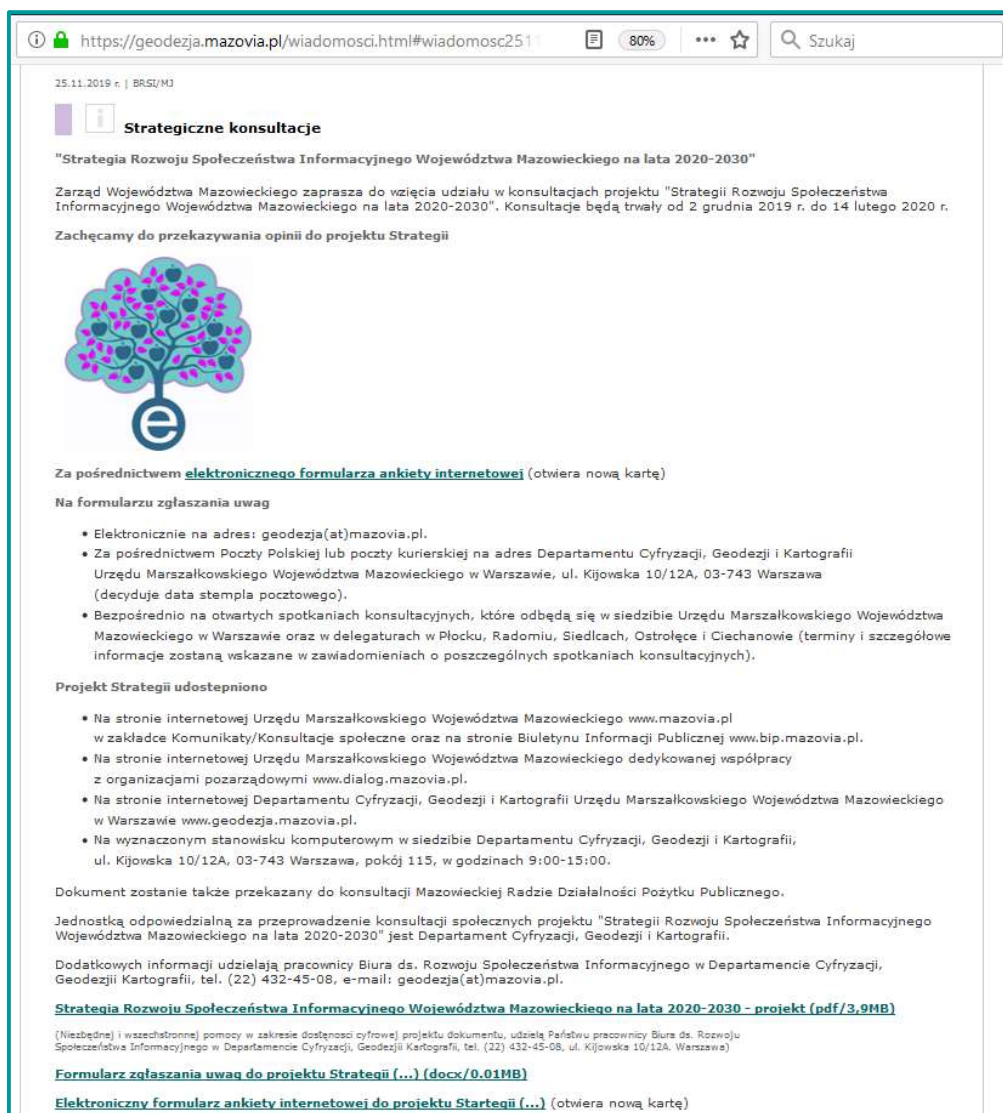 https://geodezja.mazovia.pl/wiadomosci.html#wiadomosc2511
80%
Szukaj
25.11.2019 r. | BRSI/MJ
i
Strategiczne konsultacje
"Strategia Rozwoju Społeczeństwa Informacyjnego Województwa Mazowieckiego na lata 2020-2030"
Zarząd Województwa Mazowieckiego zaprasza do wzięcia udziału w konsultacjach projektu "Strategii Rozwoju Społeczeństwa
Informacyjnego Województwa Mazowieckiego na lata 2020-2030". Konsultacje będą trwały od 2 grudnia 2019 r. do 14 lutego 2020 r.
Zachęcamy do przekazywania opinii do projektu Strategii
e
Za pośrednictwem elektronicznego formularza ankiety internetowej (otwiera nową kartę)
Na formularzu zgłaszania uwag
• Elektronicznie na adres: geodezja(at)mazovia.pl.
• Za pośrednictwem Poczty Polskiej lub poczty kurierskiej na adres Departamentu Cyfryzacji, Geodezji i Kartografii
Urzędu Marszałkowskiego Województwa Mazowieckiego w Warszawie, ul. Kijowska 10/12A, 03-743 Warszawa
(decyduje data stempla pocztowego).
• Bezpośrednio na otwartych spotkaniach konsultacyjnych, które odbędą się w siedzibie Urzędu Marszałkowskiego Województwa
Mazowieckiego w Warszawie oraz w delegaturach w Płocku, Radomiu, Siedlcach, Ostrołęce i Ciechanowie (terminy i szczegółowe
informacje zostaną wskazane w zawiadomieniach o poszczególnych spotkaniach konsultacyjnych).
Projekt Strategii udostepniono
• Na stronie internetowej Urzędu Marszałkowskiego Województwa Mazowieckiego www.mazovia.pl
w zakładce Komunikaty/Konsultacje społeczne oraz na stronie Biuletynu Informacji Publicznej www.bip.mazovia.pl.
• Na stronie internetowej Urzędu Marszałkowskiego Województwa Mazowieckiego dedykowanej współpracy
z organizacjami pozarządowymi www.dialog.mazovia.pl.
• Na stronie internetowej Departamentu Cyfryzacji, Geodezji i Kartografii Urzędu Marszałkowskiego Województwa Mazowieckiego
w Warszawie www.geodezja.mazovia.pl.
• Na wyznaczonym stanowisku komputerowym w siedzibie Departamentu Cyfryzacji, Geodezji i Kartografii,
ul. Kijowska 10/12A, 03-743 Warszawa, pokój 115, w godzinach 9:00-15:00.
Dokument zostanie także przekazany do konsultacji Mazowieckiej Radzie Działalności Pożytku Publicznego.
Jednostką odpowiedzialną za przeprowadzenie konsultacji społecznych projektu "Strategii Rozwoju Społeczeństwa Informacyjnego
Województwa Mazowieckiego na lata 2020-2030" jest Departament Cyfryzacji, Geodezji i Kartografii.
Dodatkowych informacji udzielają pracownicy Biura ds. Rozwoju Społeczeństwa Informacyjnego w Departamencie Cyfryzacji,
Geodezjii Kartografii, tel. (22) 432-45-08, e-mail: geodezja(at)mazovia.pl.
Strategia Rozwoju Społeczeństwa Informacyjnego Województwa Mazowieckiego na lata 2020-2030 - projekt (pdf/3,9MB)
(Niezbędnej i wszechstronnej pomocy w zakresie dostęnosci cyfrowej projektu dokumentu, udzielą Państwu pracownicy Biura ds. Rozwoju
Społeczeństwa Informacyjnego w Departamencie Cyfryzacji, Geodezjii Kartografii, tel. (22) 432-45-08, ul. Kijowska 10/12A. Warszawa)
Formularz zgłaszania uwag do projektu Strategii (...) (docx/0.01MB)
Elektroniczny formularz ankiety internetowej do projektu Startegii (...) (otwiera nową kartę)